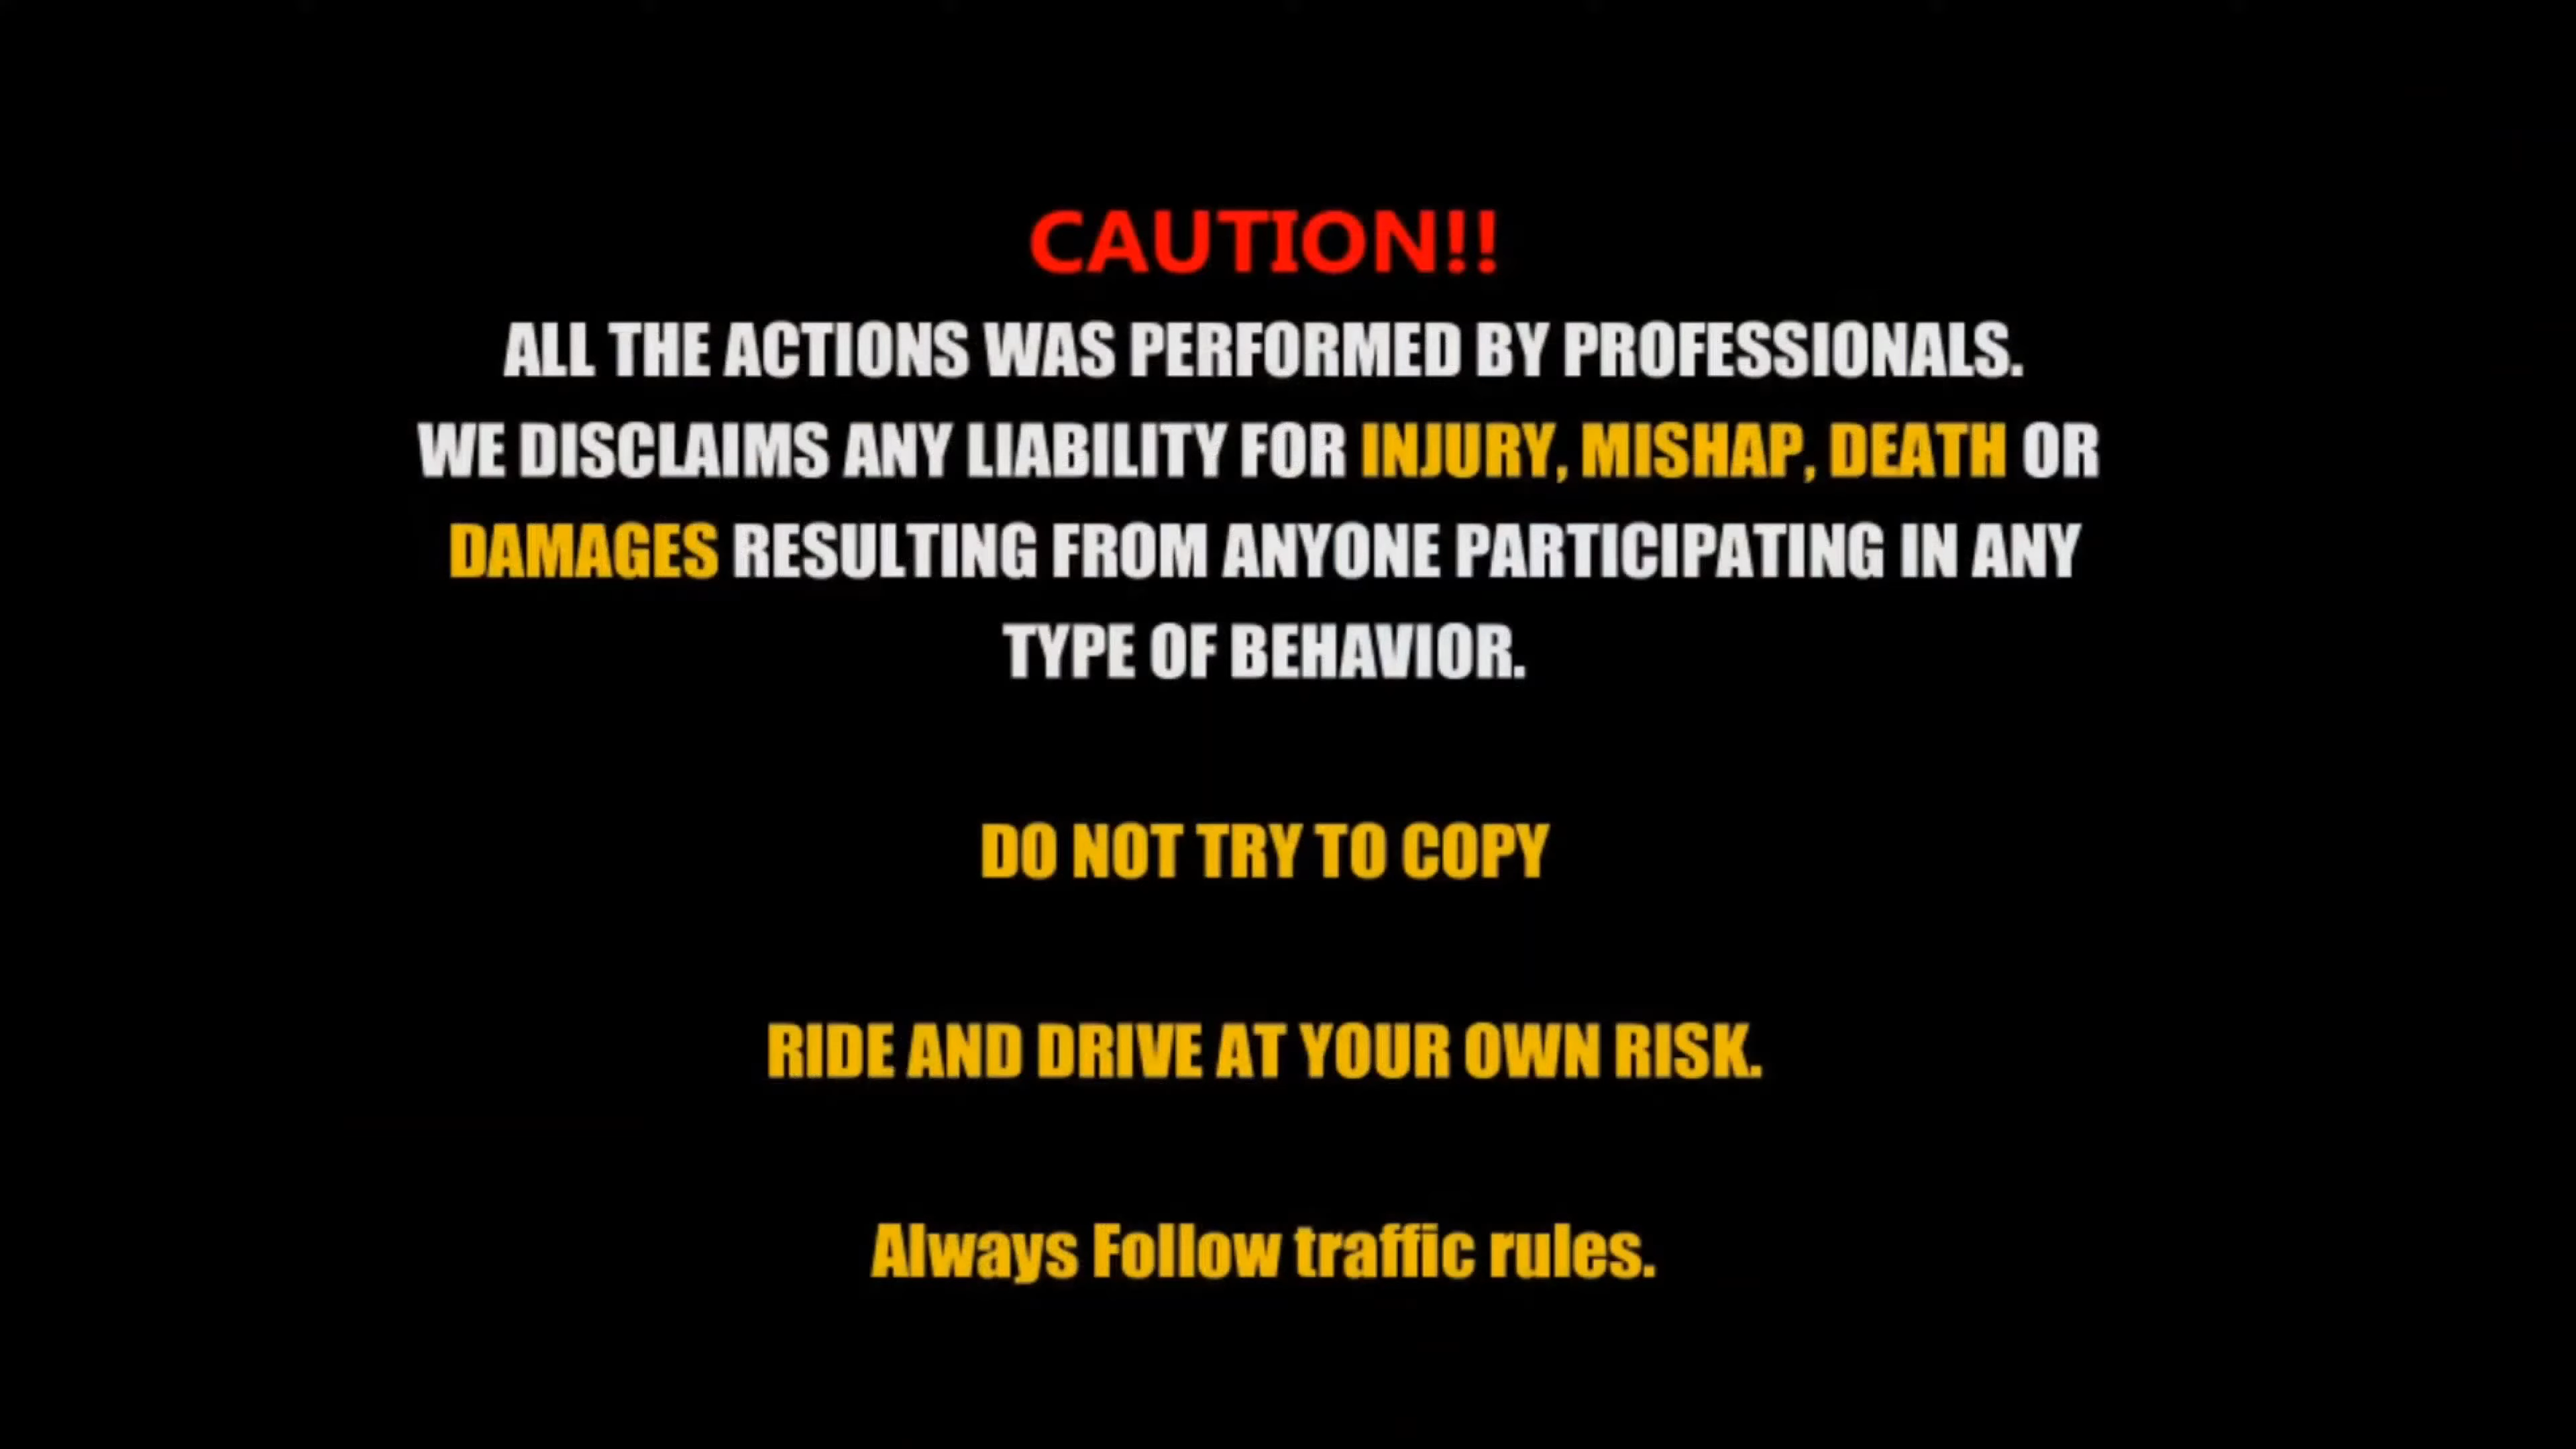 CAUTION!!
ALL THE ACTIONS WAS PERFORMED BY PROFESSIONALS.
WE DISCLAIMS ANY LIABILITY FOR INJURY, MISHAP, DEATH OR
DAMAGES RESULTING FROM ANYONE PARTICIPATING IN ANY
TYPE OF BEHAVIOR.
DO NOT TRY TO COPY
RIDE AND DRIVE AT YOUR OWN RISK.
Always Follow traffic rules.